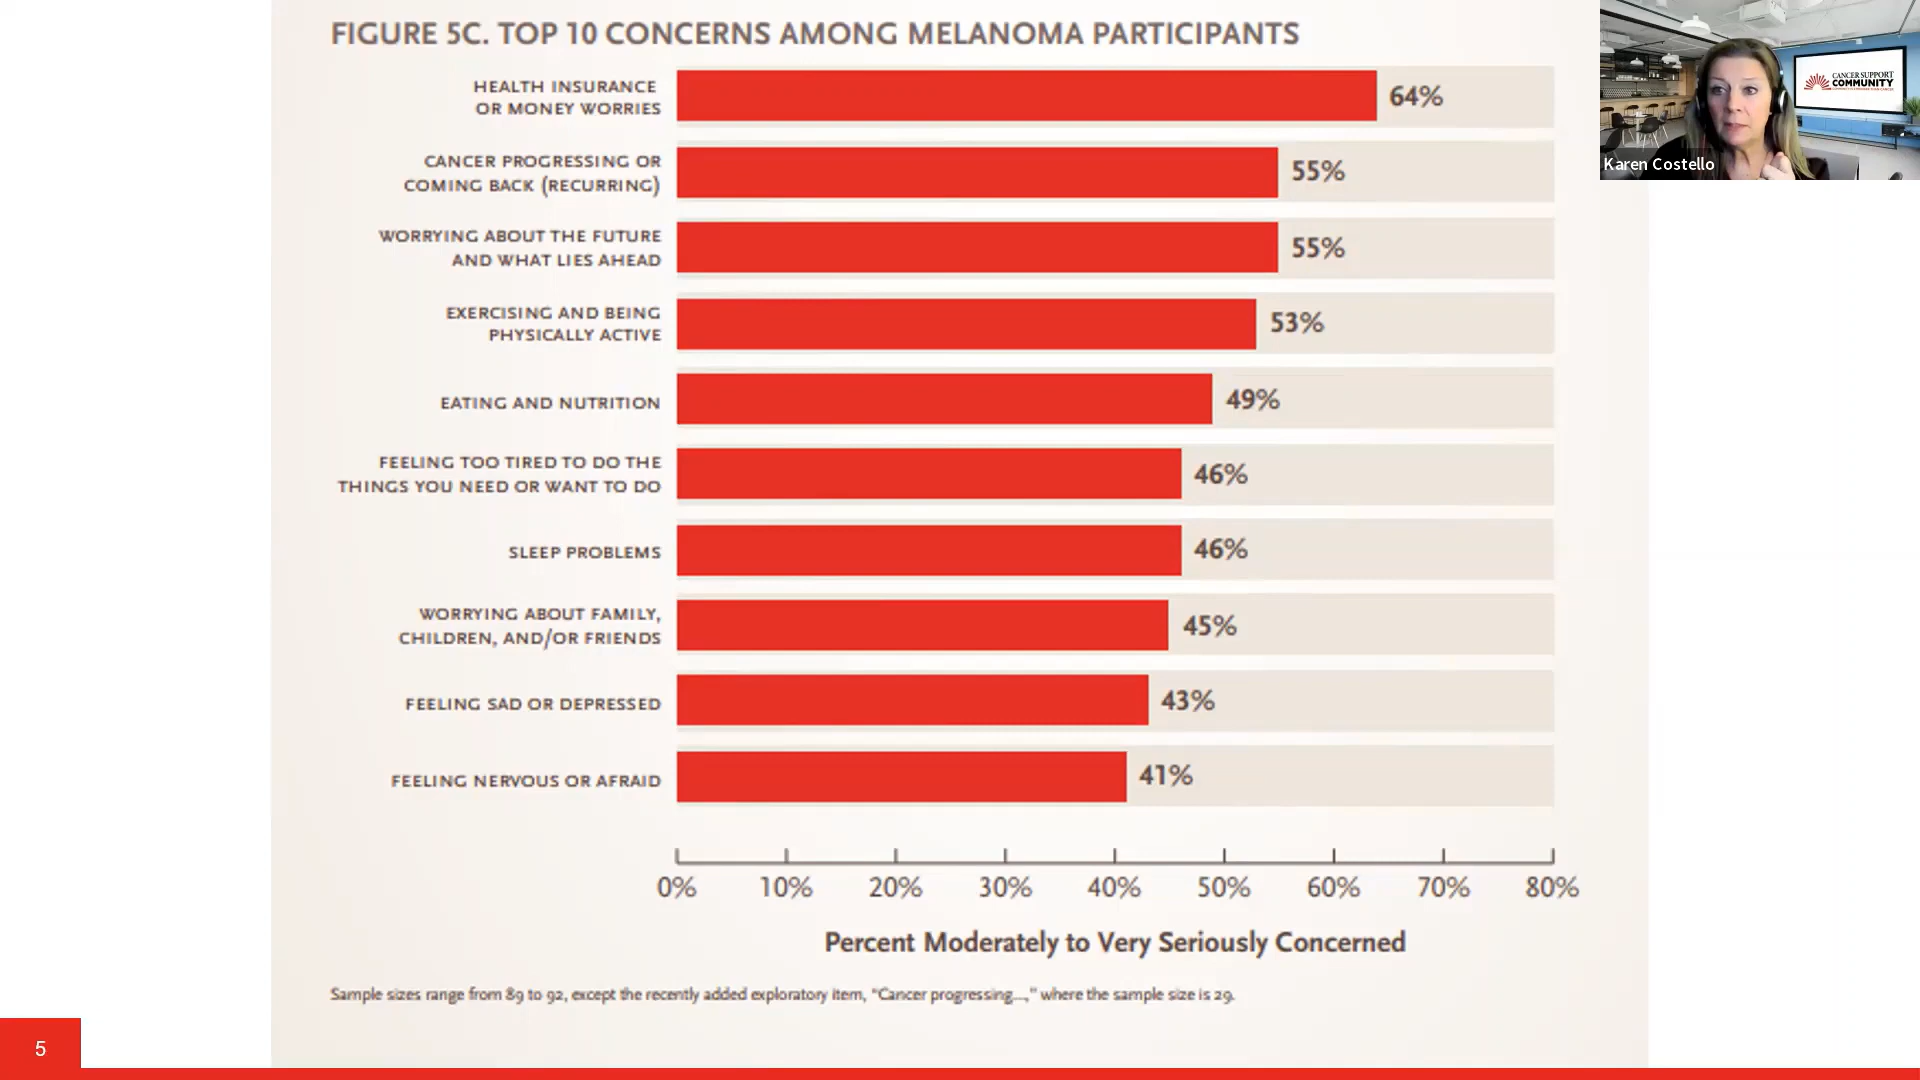 FIGURE 5C. TOP 10 CONCERNS AMONG MELANOMA PARTICIPANTS
HEALTH INSURANCE
OR MONEY WORRIES
64%
CANCER PROGRESSING OR
COMING BACK (RECURRING)
55%
WORRYING ABOUT THE FUTURE
AND WHAT LIES AHEAD
55%
EXERCISING AND BEING
PHYSICALLY ACTIVE
53%
EATING AND NUTRITION
49%
FEELING TOO TIRED TO DO THE
THINGS YOU NEED OR WANT TO DO
46%
SLEEP PROBLEMS
46%
WORRYING ABOUT FAMILY,
CHILDREN, AND/OR FRIENDS
45%
FEELING SAD OR DEPRESSED
43%
FEELING NERVOUS OR AFRAID
41%
0% 10% 20% 30% 40% 50% 60% 70% 80%
Percent Moderately to Very Seriously Concerned
Sample sizes range from 89 to 92, except the recently added exploratory item, “Cancer progressing...,” where the sample size is 29.
5
CANCER SUPPORT
COMMUNITY
Karen Costello